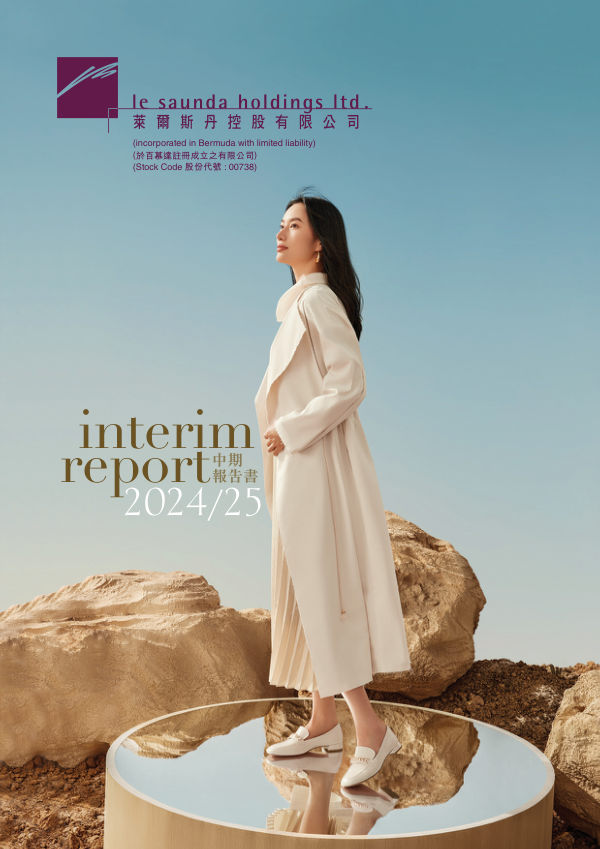 le saunda holdings ltd.
萊爾斯丹控股有限公司
(incorporated in Bermuda with limited liability)
(於百慕達註冊成立之有限公司)
(Stock Code 股份代號 : 00738)
interim
report 中期
報告書
2024/25